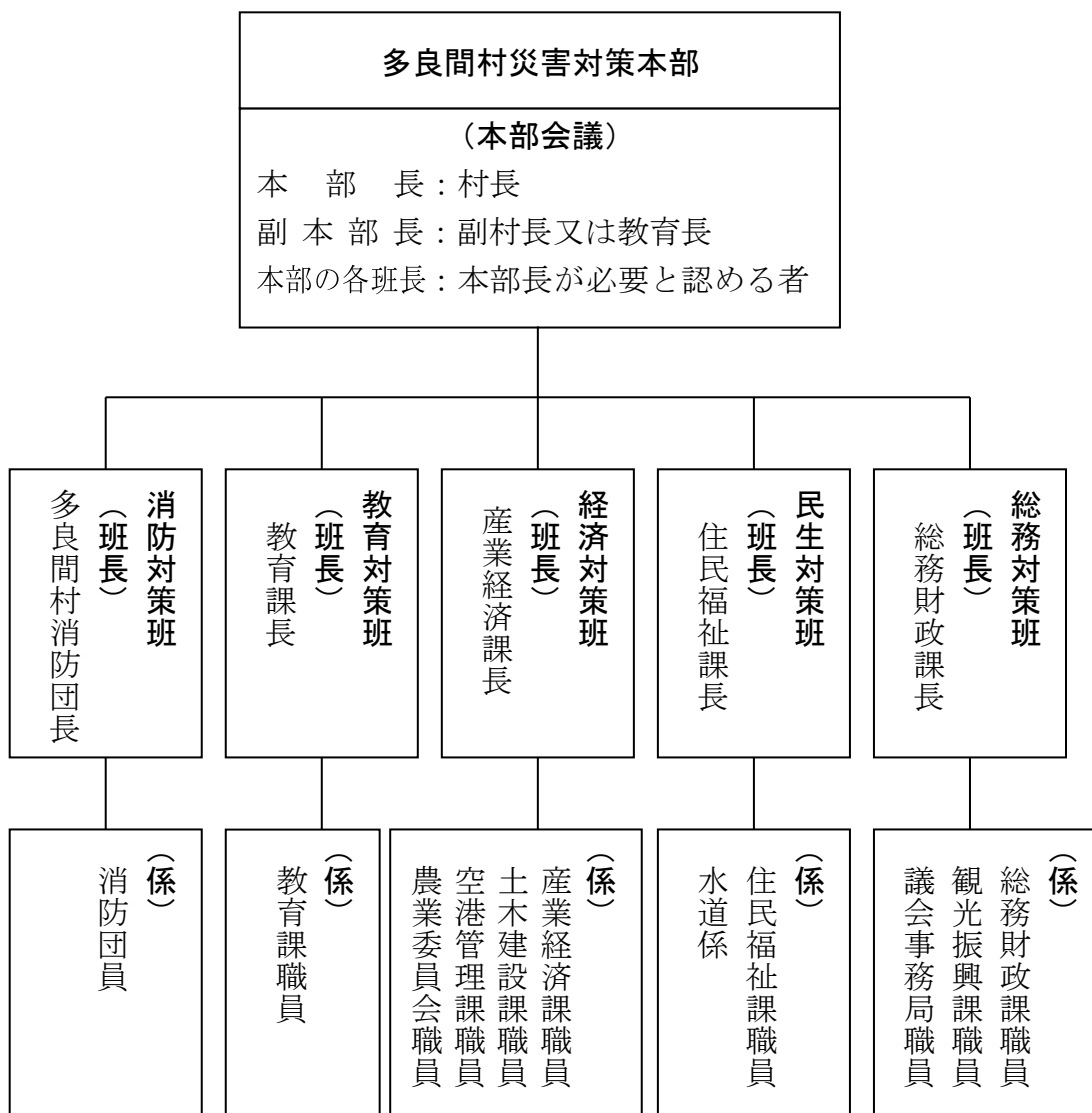 多良間村災害対策本部
(本部会議)
本部長：村長
副本部長：副村長又は教育長
本部の各班長：本部長が必要と認める者
総務対策班
(班長)
総務財政課長
民生対策班
(班長)
住民福祉課長
経済対策班
(班長)
産業経済課長
教育対策班
(班長)
教育課長
消防対策班
(班長)
多良間村消防団長
(係)
総務財政課職員
観光振興課職員
議会事務局職員
(係)
住民福祉課職員
水道係
(係)
産業経済課職員
土木建設課職員
空港管理課職員
農業委員会職員
(係)
教育課職員
(係)
消防団員